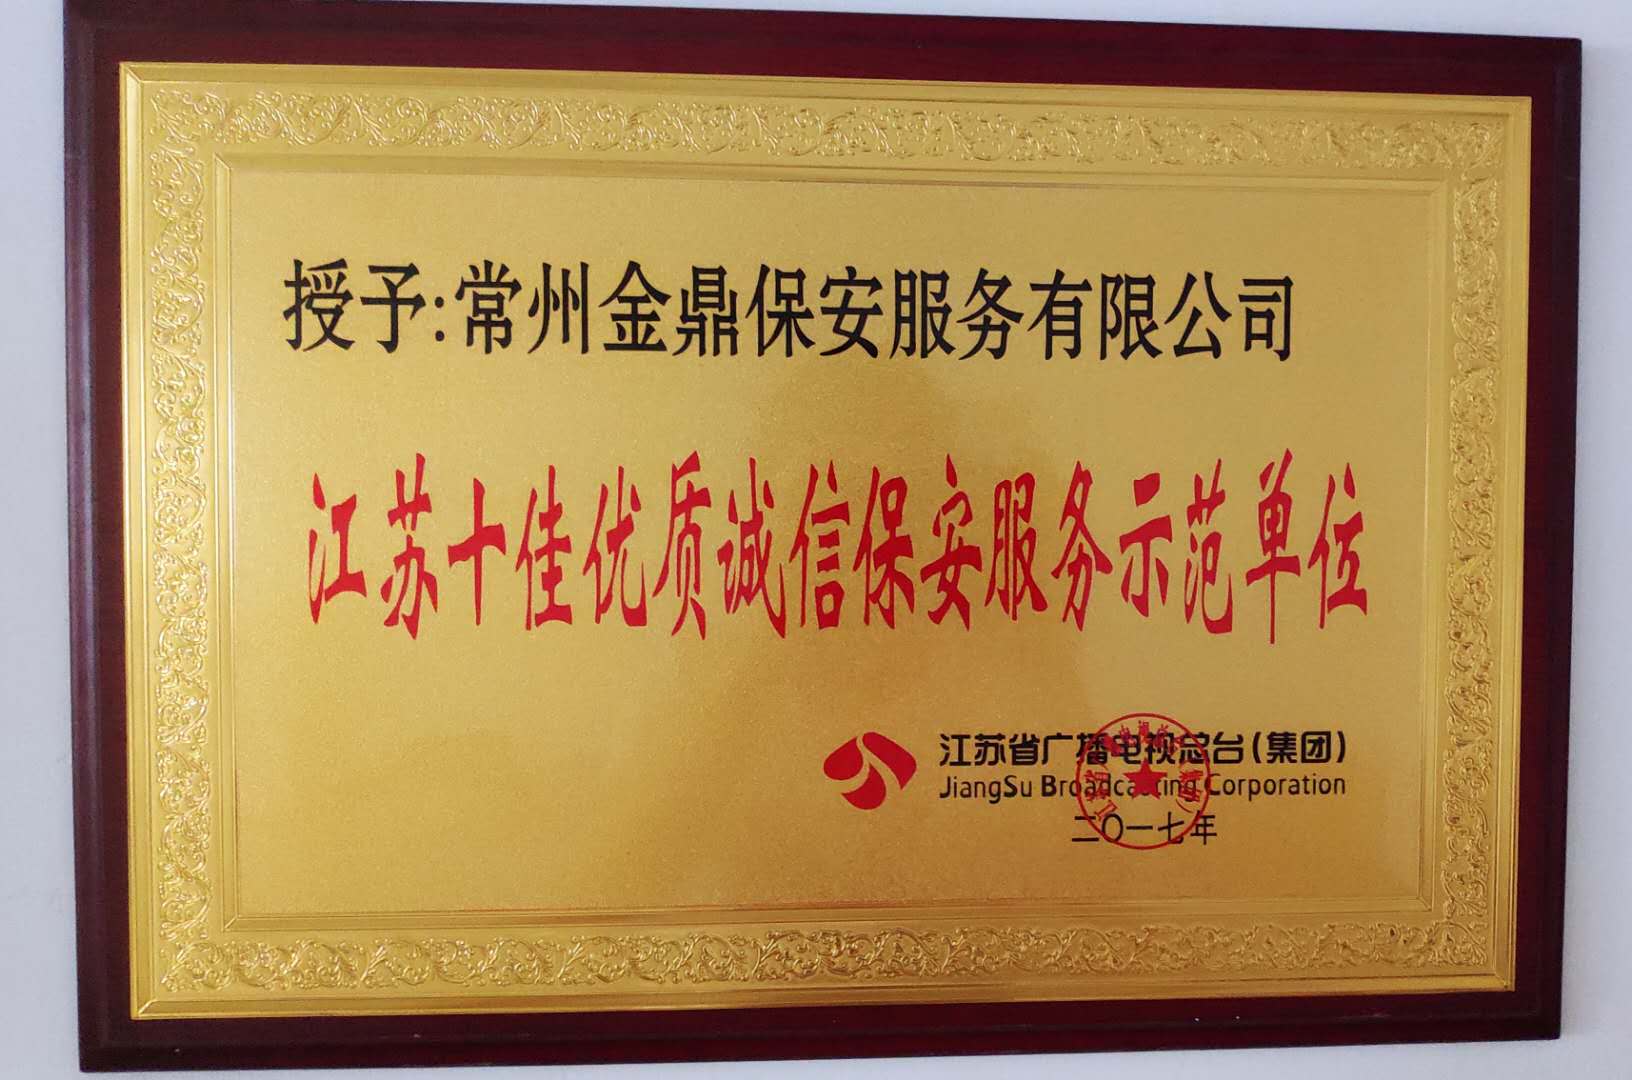 授予:常州金鼎保安服务有限公司
江苏十佳优质诚信保安服务示范单位
江苏省广播电视总台(集团)
JiangSu Broadcasting Corporation
二〇一七年